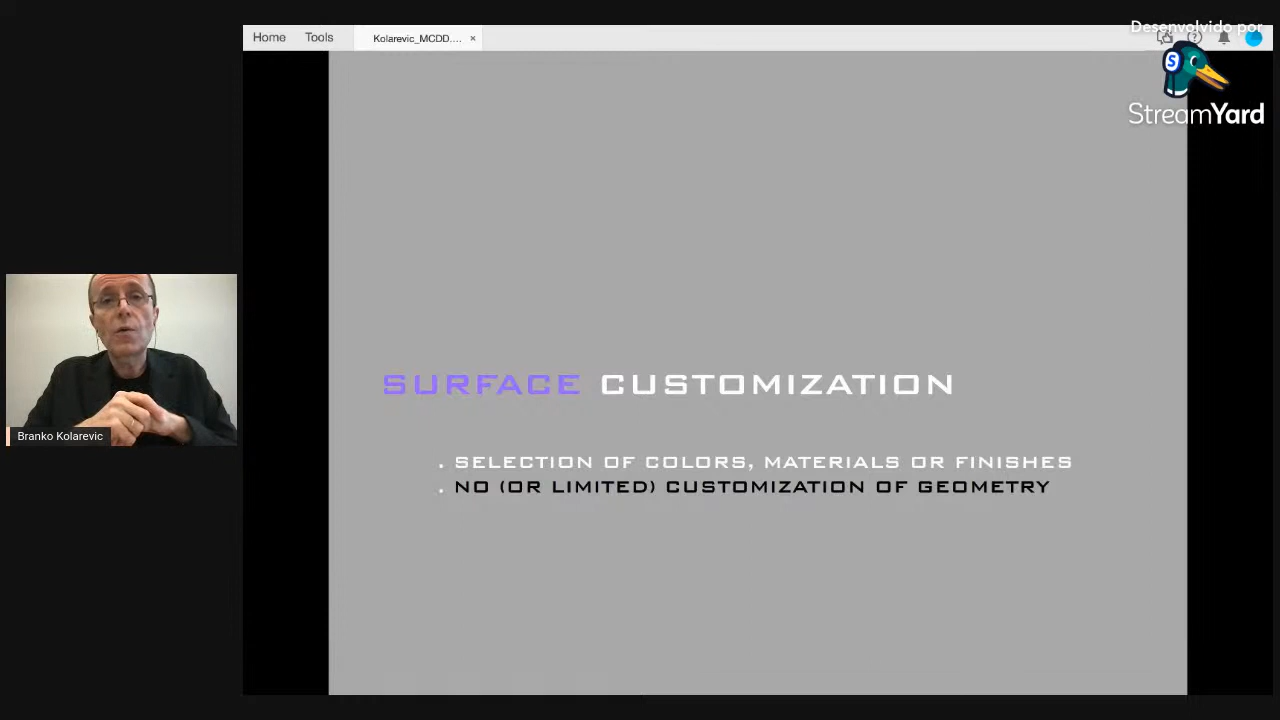 Home Tools Kolarevic_MCDD.... ×
Desenvolvido por
StreamYard
SURFACE CUSTOMIZATION
. SELECTION OF COLORS, MATERIALS OR FINISHES
. NO (OR LIMITED) CUSTOMIZATION OF GEOMETRY
Branko Kolarevic